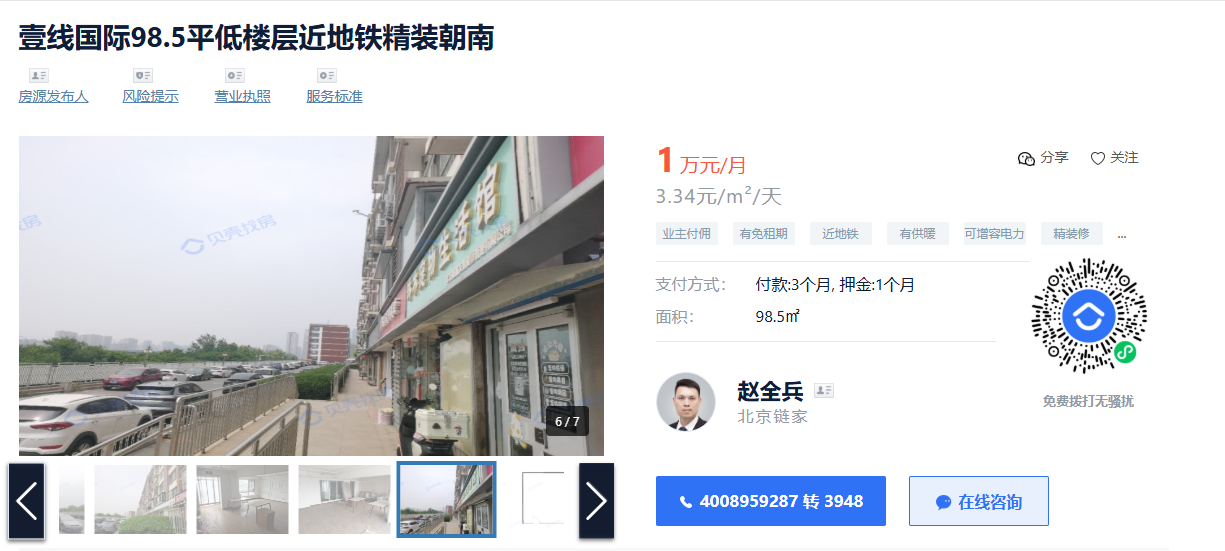 壹线国际98.5平低楼层近地铁精装朝南
房源发布人 风险提示 营业执照 服务标准
贝壳找房
生活馆
6 / 7
1 万元/月
分享 关注
3.34元/m²/天
业主付佣 有免租期 近地铁 有供暖 可增容电力 精装修 ...
支付方式: 付款:3个月, 押金:1个月
面积: 98.5㎡
赵全兵
北京链家
免费拨打无骚扰
4008959287 转 3948
在线咨询